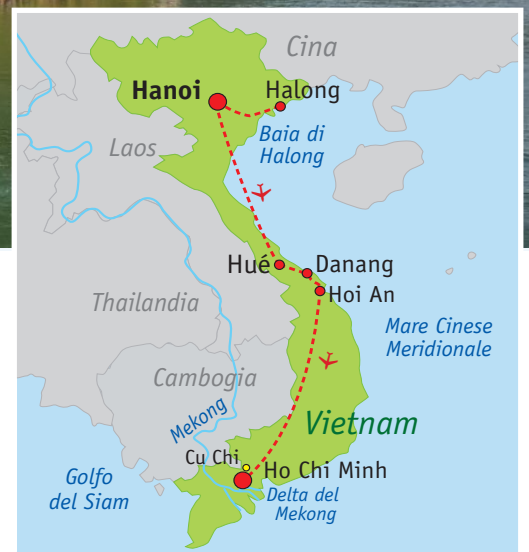 Cina
Hanoi
Halong
Baia di
Halong
Laos
Hué
Danang
Hoi An
Thailandia
Mare Cinese
Meridionale
Cambogia
Mekong
Vietnam
Cu Chi
Ho Chi Minh
Golfo
del Siam
Delta del
Mekong